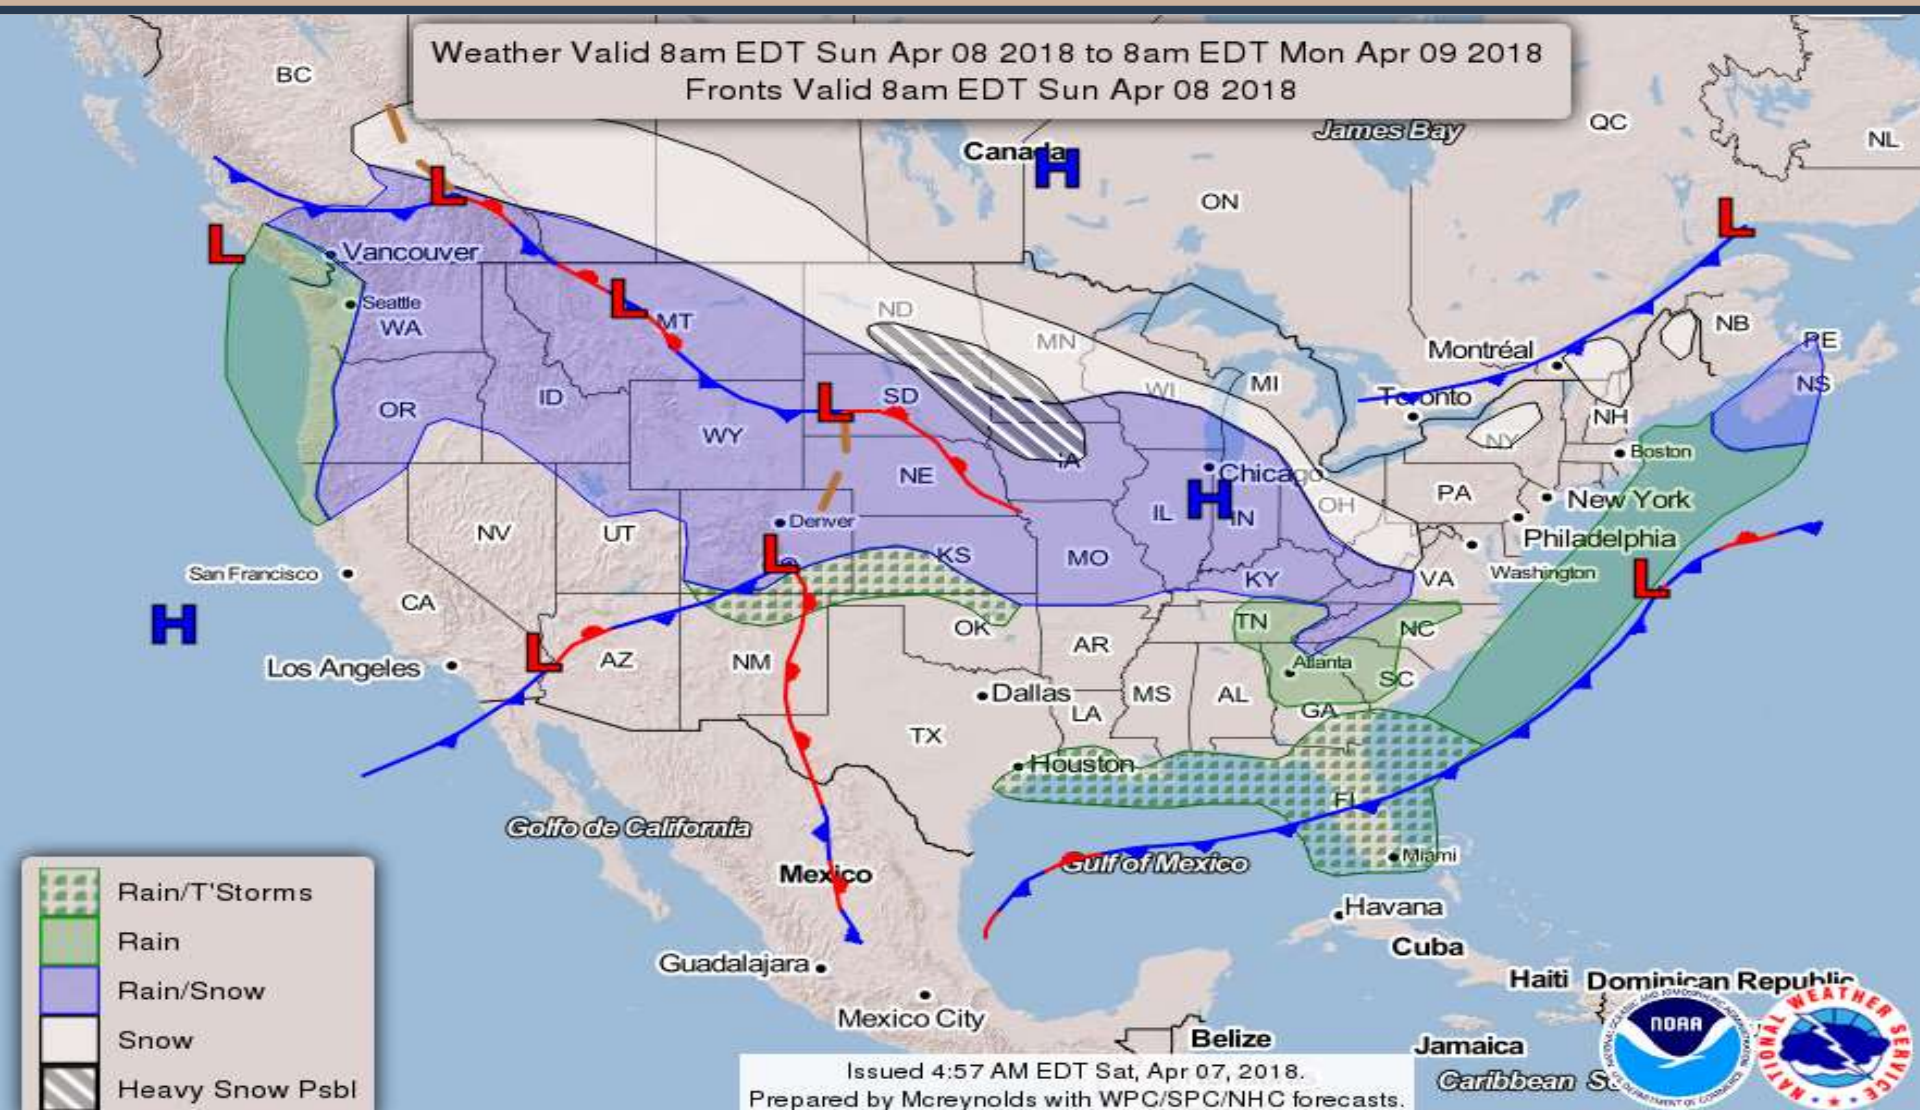 Weather Valid 8am EDT Sun Apr 08 2018 to 8am EDT Mon Apr 09 2018
Fronts Valid 8am EDT Sun Apr 08 2018
BC
James Bay
QC
NL
Canada
H
ON
L
L
L
Vancouver
Seattle
WA
L
MT
ND
MN
Montréal
NB
PE
NS
OR
ID
WY
L
SD
WI
MI
Toronto
NH
NY
Boston
NE
IA
Chicago
H
IL
IN
OH
PA
New York
Philadelphia
NV
UT
Denver
L
KS
MO
KY
VA
Washington
L
San Francisco
H
CA
OK
TN
NC
Los Angeles
L
AZ
NM
AR
Atlanta
SC
Dallas
MS
AL
GA
LA
TX
Houston
FL
Golfo de California
Gulf of Mexico
Miami
Mexico
Havana
Cuba
Guadalajara
Haiti
Dominican Republic
Mexico City
Belize
Jamaica
Caribbean
Rain/T'Storms
Rain
Rain/Snow
Snow
Heavy Snow Psbl
Issued 4:57 AM EDT Sat, Apr 07, 2018.
Prepared by Mcreynolds with WPC/SPC/NHC forecasts.
NOAA
NATIONAL WEATHER SERVICE